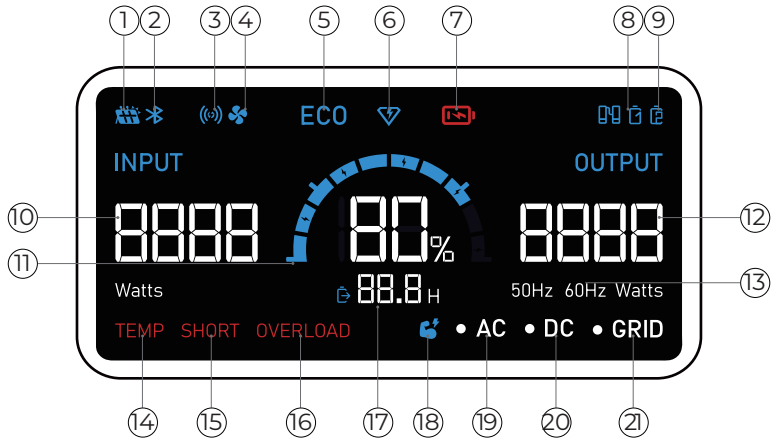 1 2 3 4 5 6 7 8 9
ECO
INPUT OUTPUT
10 8888 80% 8888 12
11 88.8 H 13
Watts 50Hz 60Hz Watts
TEMP SHORT OVERLOAD AC DC GRID
14 15 16 17 18 19 20 21